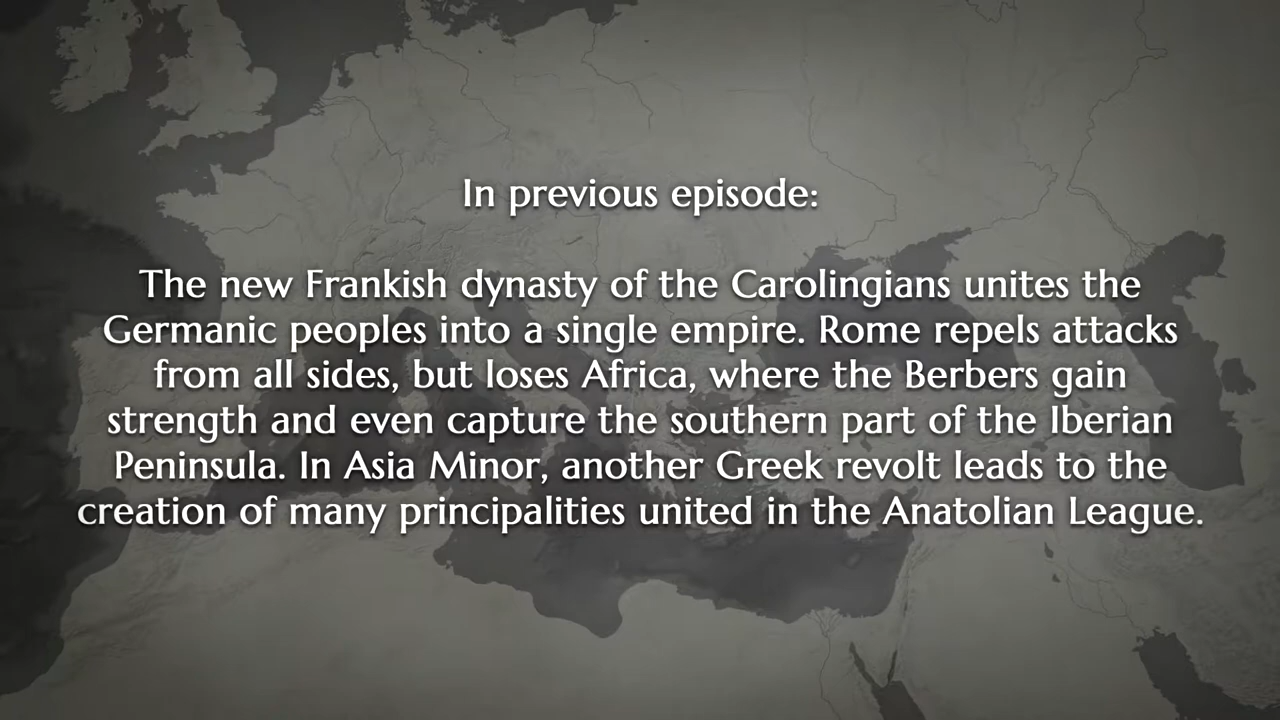 In previous episode:
The new Frankish dynasty of the Carolingians unites the
Germanic peoples into a single empire. Rome repels attacks
from all sides, but loses Africa, where the Berbers gain
strength and even capture the southern part of the Iberian
Peninsula. In Asia Minor, another Greek revolt leads to the
creation of many principalities united in the Anatolian League.